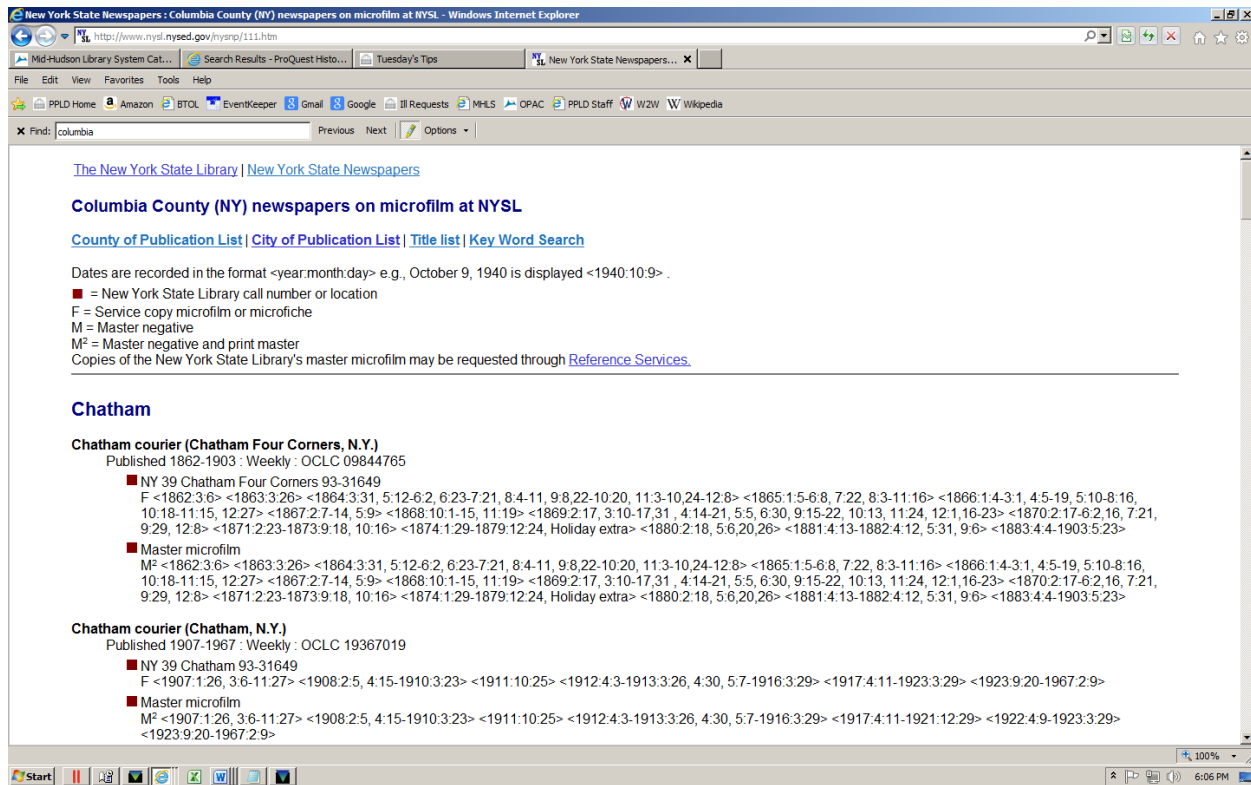 New York State Newspapers : Columbia County (NY) newspapers on microfilm at NYSL - Windows Internet Explorer
http://www.nysl.nysed.gov/nysnp/111.htm
Mid-Hudson Library System Cat... Search Results - ProQuest Histo... Tuesday's Tips NY SL New York State Newspapers... X
File Edit View Favorites Tools Help
PPLD Home Amazon BTOL EventKeeper Gmail Google Ill Requests MHLS OPAC PPLD Staff W2W Wikipedia
X Find: columbia Previous Next Options
The New York State Library | New York State Newspapers
Columbia County (NY) newspapers on microfilm at NYSL
County of Publication List | City of Publication List | Title list | Key Word Search
Dates are recorded in the format <year:month:day> e.g., October 9, 1940 is displayed <1940:10:9> .
■ = New York State Library call number or location
F = Service copy microfilm or microfiche
M = Master negative
M² = Master negative and print master
Copies of the New York State Library's master microfilm may be requested through Reference Services.
Chatham
Chatham courier (Chatham Four Corners, N.Y.)
Published 1862-1903 : Weekly : OCLC 09844765
■ NY 39 Chatham Four Corners 93-31649
F <1862:3:6> <1863:3:26> <1864:3:31, 5:12-6:2, 6:23-7:21, 8:4-11, 9:8,22-10:20, 11:3-10,24-12:8> <1865:1:5-6:8, 7:22, 8:3-11:16> <1866:1:4-3:1, 4:5-19, 5:10-8:16,
10:18-11:15, 12:27> <1867:2:7-14, 5:9> <1868:10:1-15, 11:19> <1869:2:17, 3:10-17,31 , 4:14-21, 5:5, 6:30, 9:15-22, 10:13, 11:24, 12:1,16-23> <1870:2:17-6:2,16, 7:21,
9:29, 12:8> <1871:2:23-1873:9:18, 10:16> <1874:1:29-1879:12:24, Holiday extra> <1880:2:18, 5:6,20,26> <1881:4:13-1882:4:12, 5:31, 9:6> <1883:4:4-1903:5:23>
■ Master microfilm
M² <1862:3:6> <1863:3:26> <1864:3:31, 5:12-6:2, 6:23-7:21, 8:4-11, 9:8,22-10:20, 11:3-10,24-12:8> <1865:1:5-6:8, 7:22, 8:3-11:16> <1866:1:4-3:1, 4:5-19, 5:10-8:16,
10:18-11:15, 12:27> <1867:2:7-14, 5:9> <1868:10:1-15, 11:19> <1869:2:17, 3:10-17,31 , 4:14-21, 5:5, 6:30, 9:15-22, 10:13, 11:24, 12:1,16-23> <1870:2:17-6:2,16, 7:21,
9:29, 12:8> <1871:2:23-1873:9:18, 10:16> <1874:1:29-1879:12:24, Holiday extra> <1880:2:18, 5:6,20,26> <1881:4:13-1882:4:12, 5:31, 9:6> <1883:4:4-1903:5:23>
Chatham courier (Chatham, N.Y.)
Published 1907-1967 : Weekly : OCLC 19367019
■ NY 39 Chatham 93-31649
F <1907:1:26, 3:6-11:27> <1908:2:5, 4:15-1910:3:23> <1911:10:25> <1912:4:3-1913:3:26, 4:30, 5:7-1916:3:29> <1917:4:11-1923:3:29> <1923:9:20-1967:2:9>
■ Master microfilm
M² <1907:1:26, 3:6-11:27> <1908:2:5, 4:15-1910:3:23> <1911:10:25> <1912:4:3-1913:3:26, 4:30, 5:7-1916:3:29> <1917:4:11-1921:12:29> <1922:4:9-1923:3:29>
<1923:9:20-1967:2:9>
100%
Start 6:06 PM